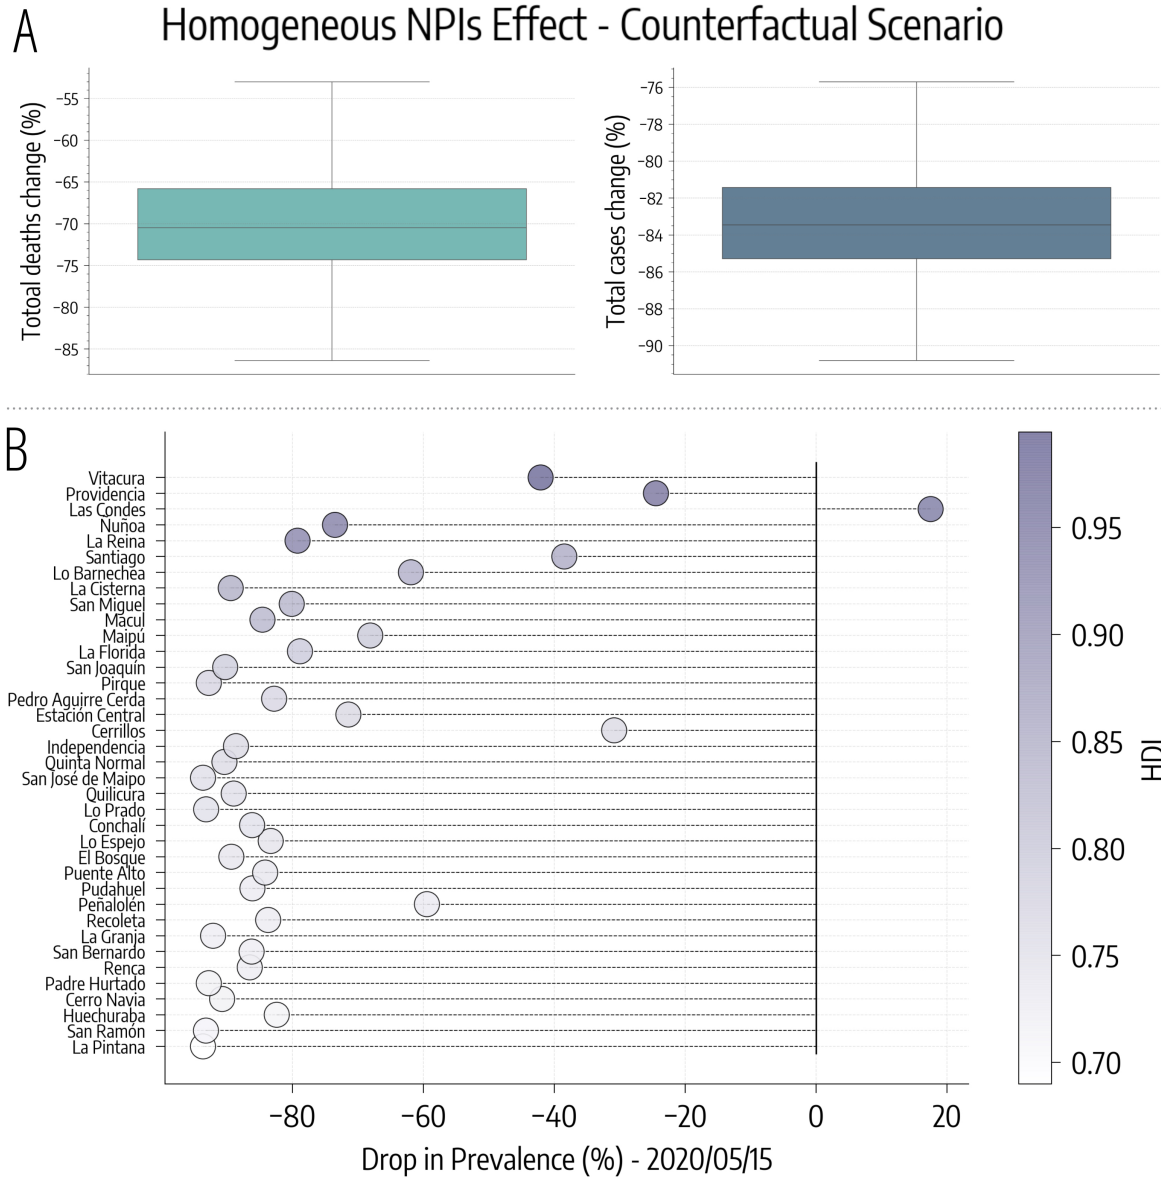 A
Homogeneous NPIs Effect - Counterfactual Scenario
Totoal deaths change (%)
−55
−60
−65
−70
−75
−80
−85
Total cases change (%)
−76
−78
−80
−82
−84
−86
−88
−90
B
Vitacura
Providencia
Las Condes
Ñuñoa
La Reina
Santiago
Lo Barnechea
La Cisterna
San Miguel
Macul
Maipú
La Florida
San Joaquín
Pirque
Pedro Aguirre Cerda
Estación Central
Cerrillos
Independencia
Quinta Normal
San José de Maipo
Quilicura
Lo Prado
Conchalí
Lo Espejo
El Bosque
Puente Alto
Pudahuel
Peñalolén
Recoleta
La Granja
San Bernardo
Renca
Padre Hurtado
Cerro Navia
Huechuraba
San Ramón
La Pintana
−80 −60 −40 −20 0 20
Drop in Prevalence (%) - 2020/05/15
0.95
0.90
0.85
0.80
0.75
0.70
HDI